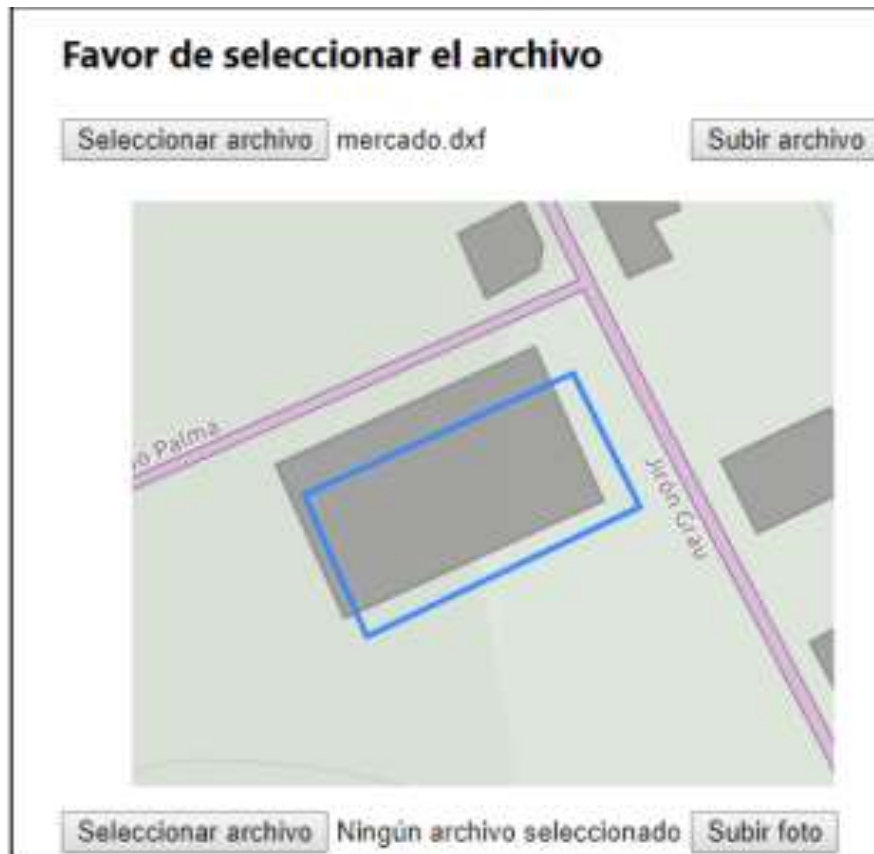 Favor de seleccionar el archivo
Seleccionar archivo mercado.dxf Subir archivo
Palma
Jirón Grau
Seleccionar archivo Ningún archivo seleccionado Subir foto